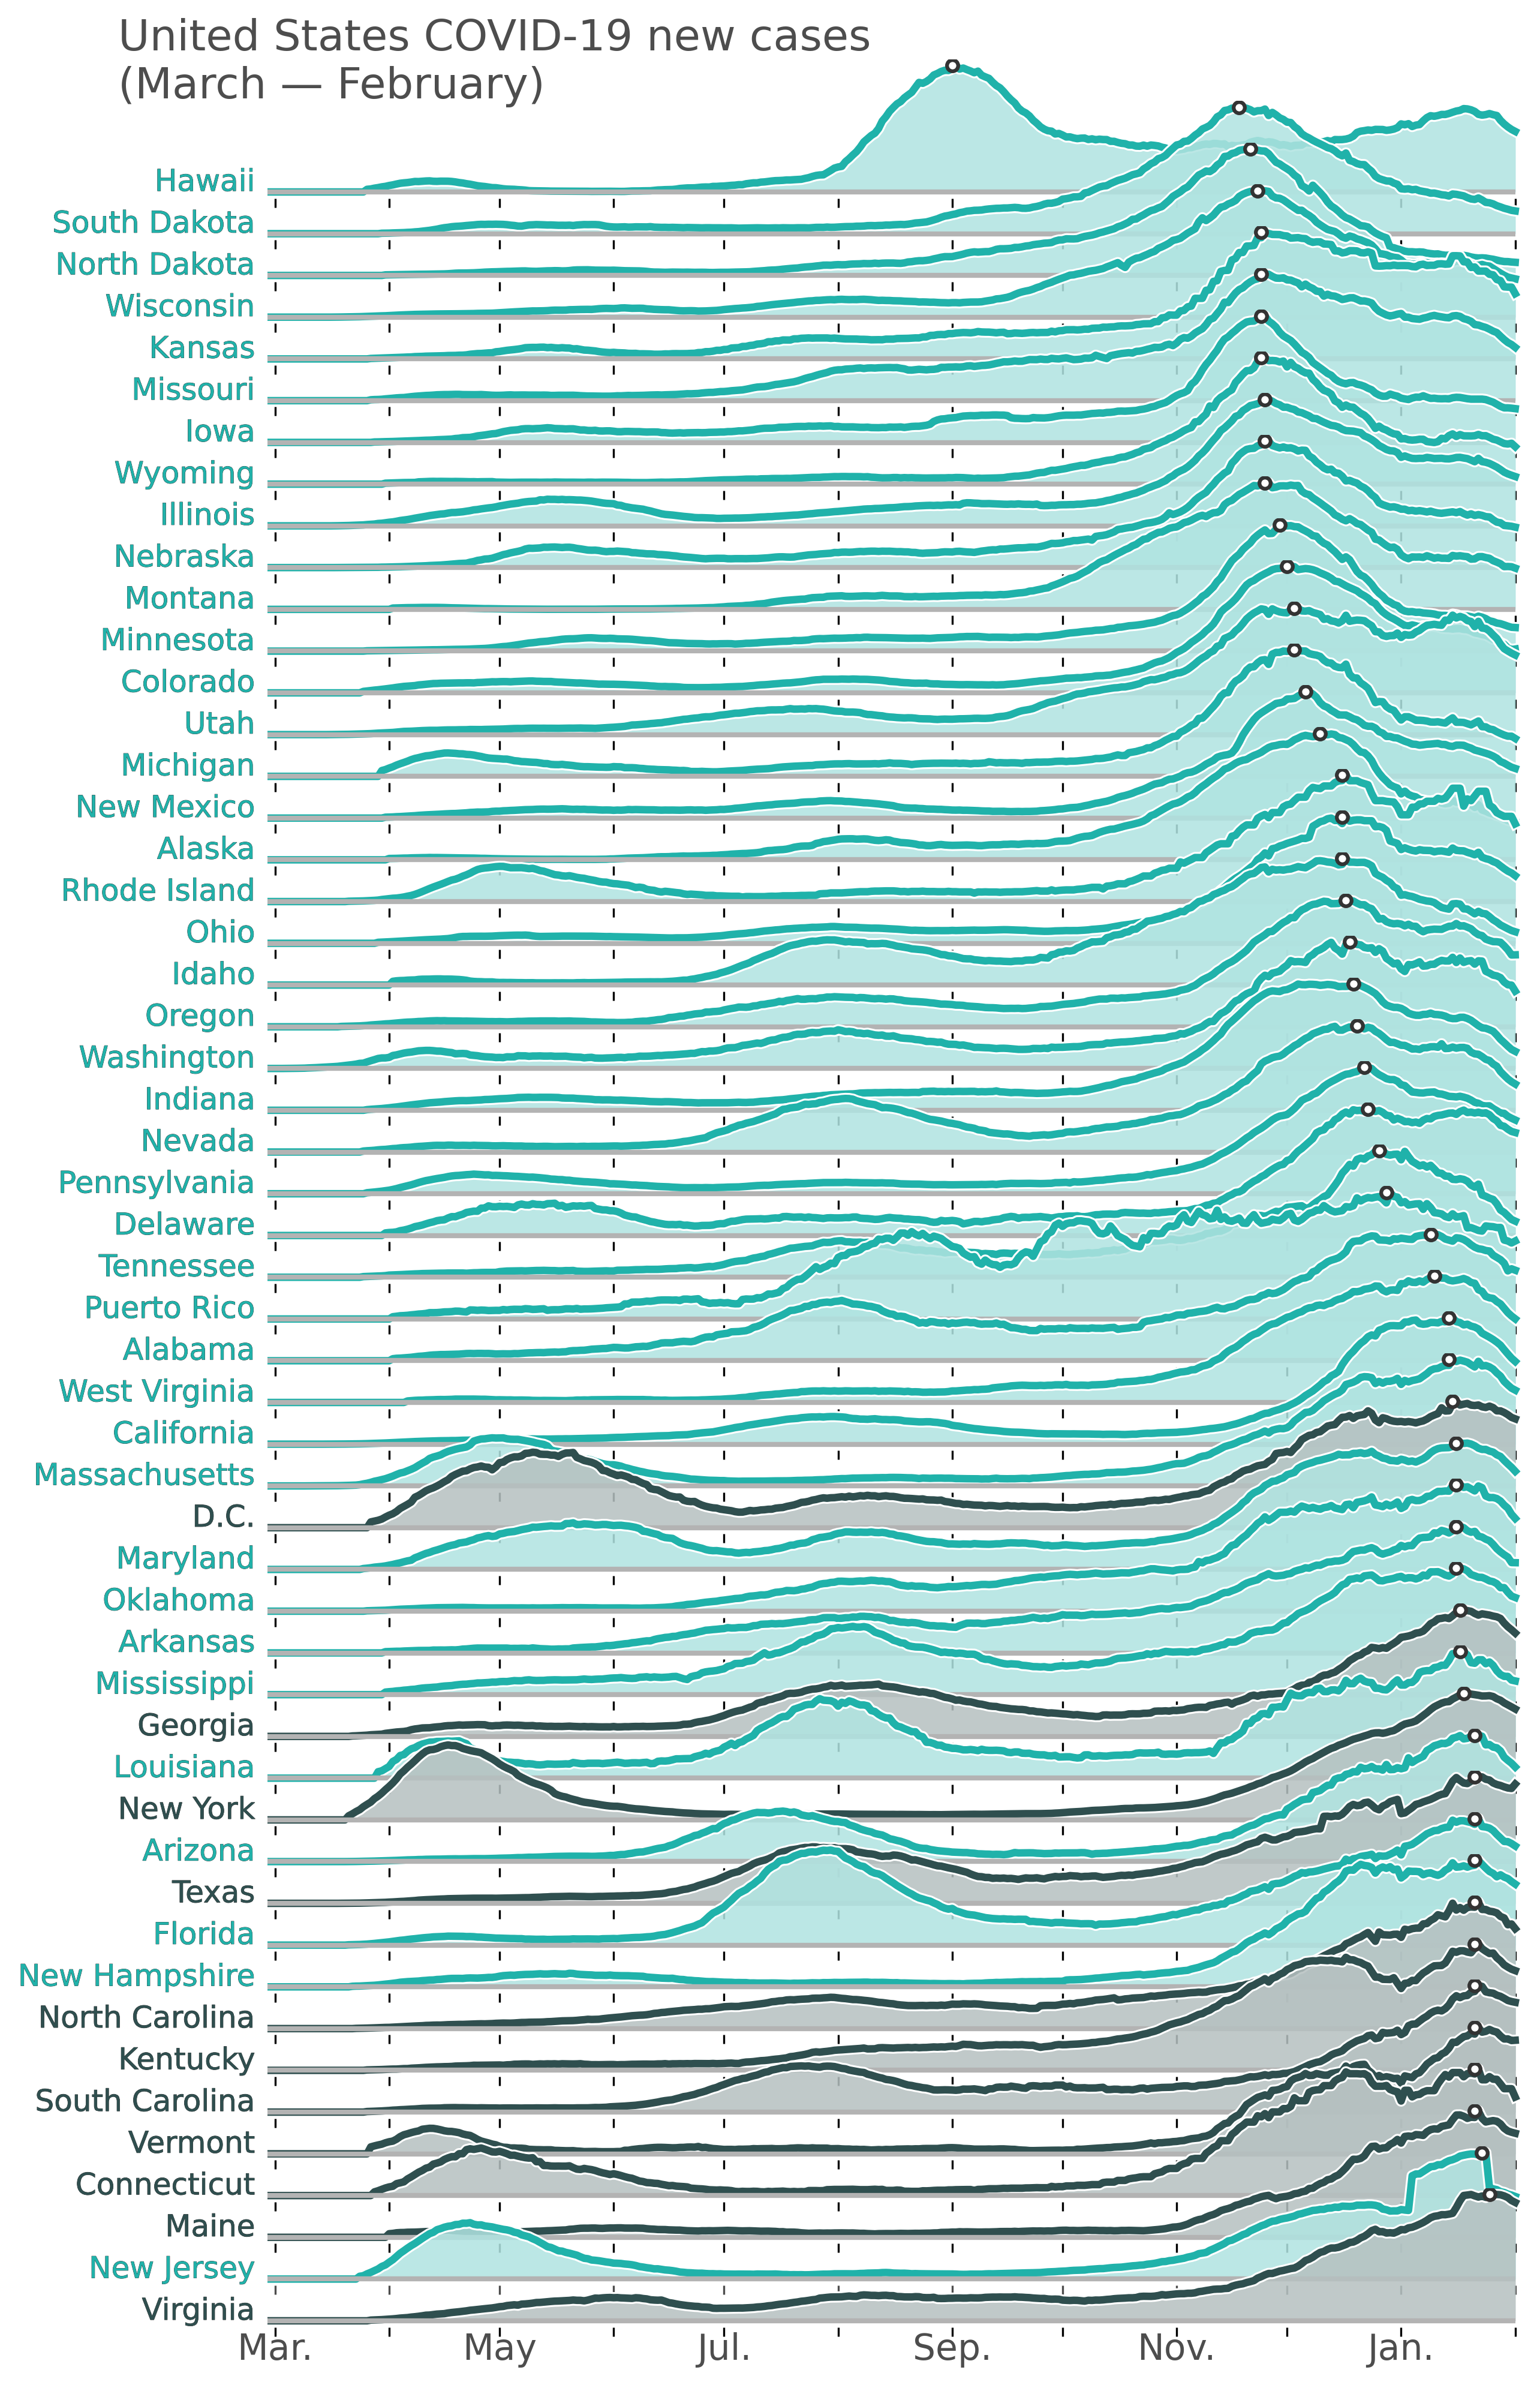 United States COVID-19 new cases
(March — February)
Hawaii
South Dakota
North Dakota
Wisconsin
Kansas
Missouri
Iowa
Wyoming
Illinois
Nebraska
Montana
Minnesota
Colorado
Utah
Michigan
New Mexico
Alaska
Rhode Island
Ohio
Idaho
Oregon
Washington
Indiana
Nevada
Pennsylvania
Delaware
Tennessee
Puerto Rico
Alabama
West Virginia
California
Massachusetts
D.C.
Maryland
Oklahoma
Arkansas
Mississippi
Georgia
Louisiana
New York
Arizona
Texas
Florida
New Hampshire
North Carolina
Kentucky
South Carolina
Vermont
Connecticut
Maine
New Jersey
Virginia
Mar. May Jul. Sep. Nov. Jan.